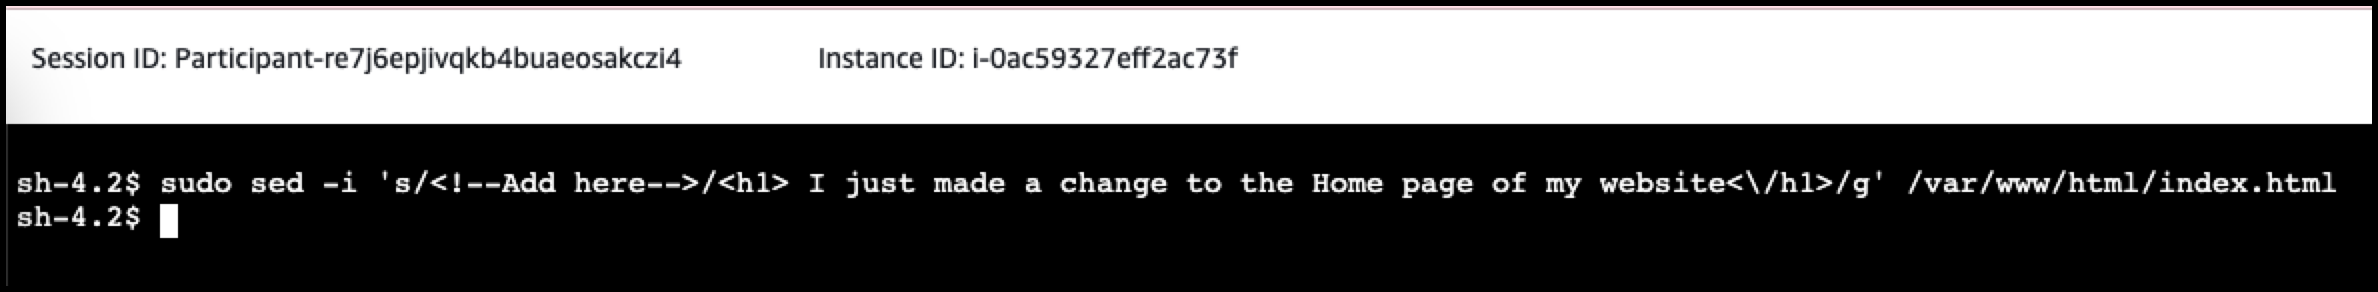 Session ID: Participant-re7j6epjivqkb4buaeosakczi4 Instance ID: i-0ac59327eff2ac73f
sh-4.2$ sudo sed -i 's/<!--Add here-->/<h1> I just made a change to the Home page of my website<\/h1>/g' /var/www/html/index.html
sh-4.2$